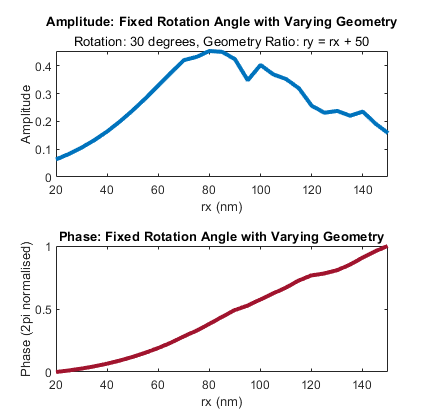 Amplitude: Fixed Rotation Angle with Varying Geometry
Rotation: 30 degrees, Geometry Ratio: ry = rx + 50
Amplitude
0.4
0.3
0.2
0.1
0
20 40 60 80 100 120 140
rx (nm)
Phase: Fixed Rotation Angle with Varying Geometry
Phase (2pi normalised)
1
0.5
0
20 40 60 80 100 120 140
rx (nm)